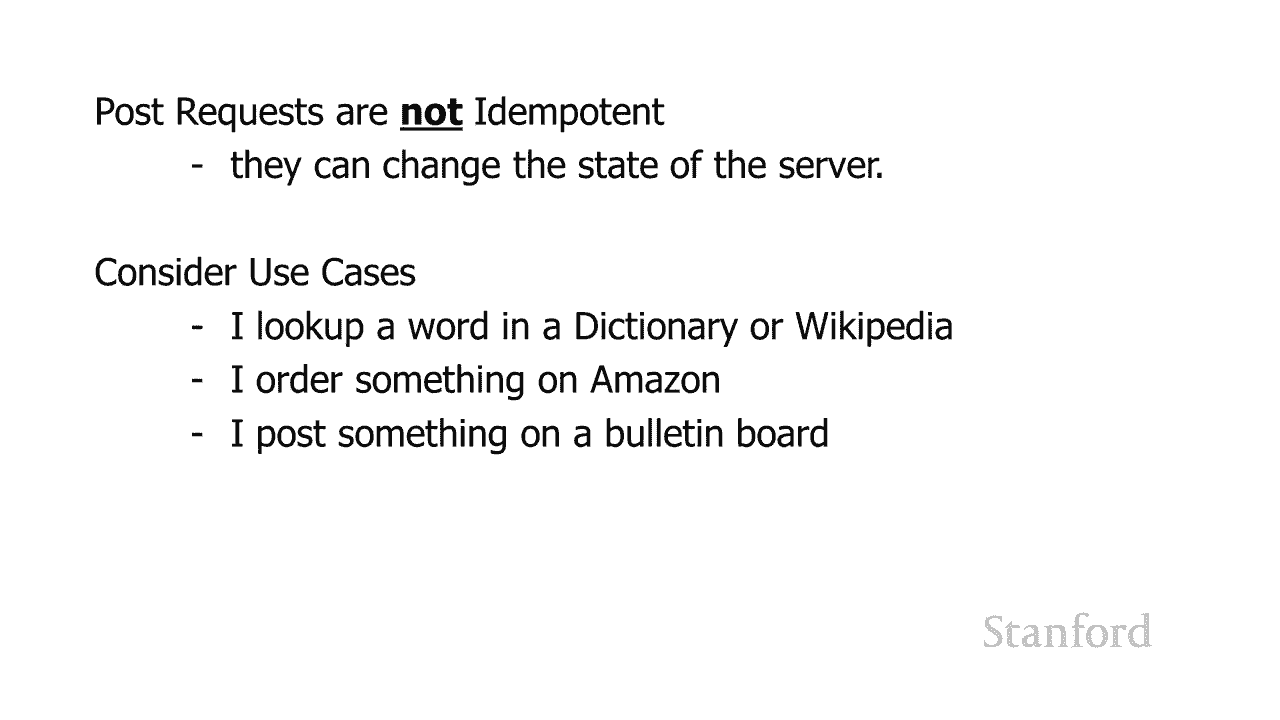 Post Requests are not Idempotent
- they can change the state of the server.
Consider Use Cases
- I lookup a word in a Dictionary or Wikipedia
- I order something on Amazon
- I post something on a bulletin board
Stanford